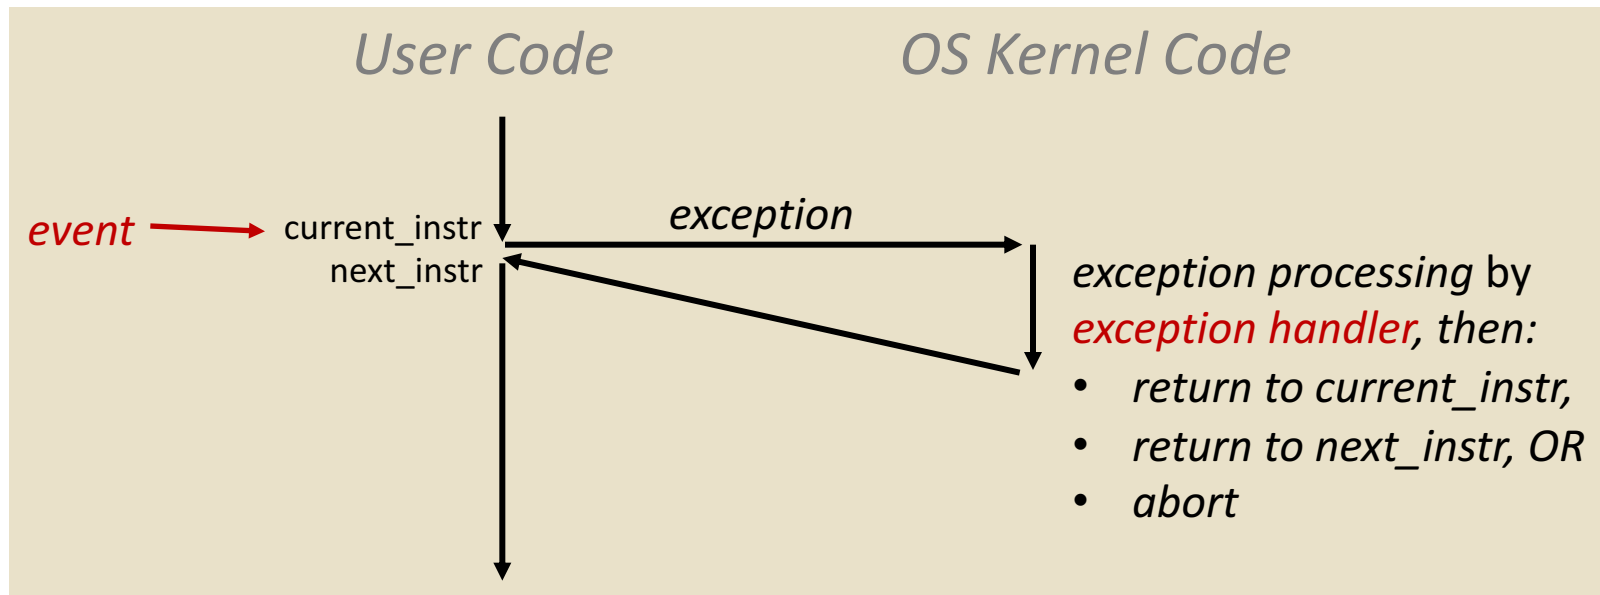 User Code
OS Kernel Code
event
current_instr
exception
next_instr
exception processing by
exception handler, then:
• return to current_instr,
• return to next_instr, OR
• abort